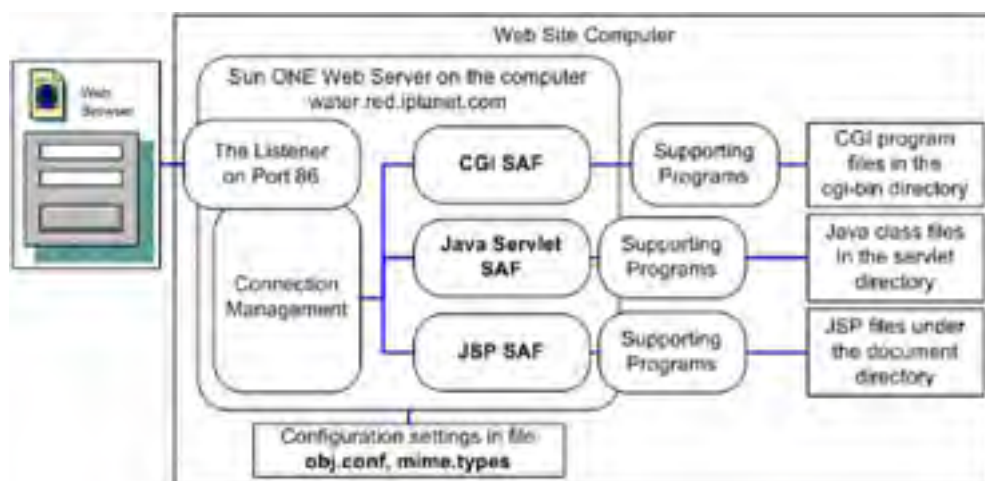 Web Site Computer
Web
Browser
Sun ONE Web Server on the computer
water.red.iplanet.com
The Listener
on Port 86
Connection
Management
CGI SAF
Java Servlet
SAF
JSP SAF
Supporting
Programs
Supporting
Programs
Supporting
Programs
CGI program
files in the
cgi-bin directory
Java class files
in the servlet
directory
JSP files under
the document
directory
Configuration settings in file:
obj.conf, mime.types